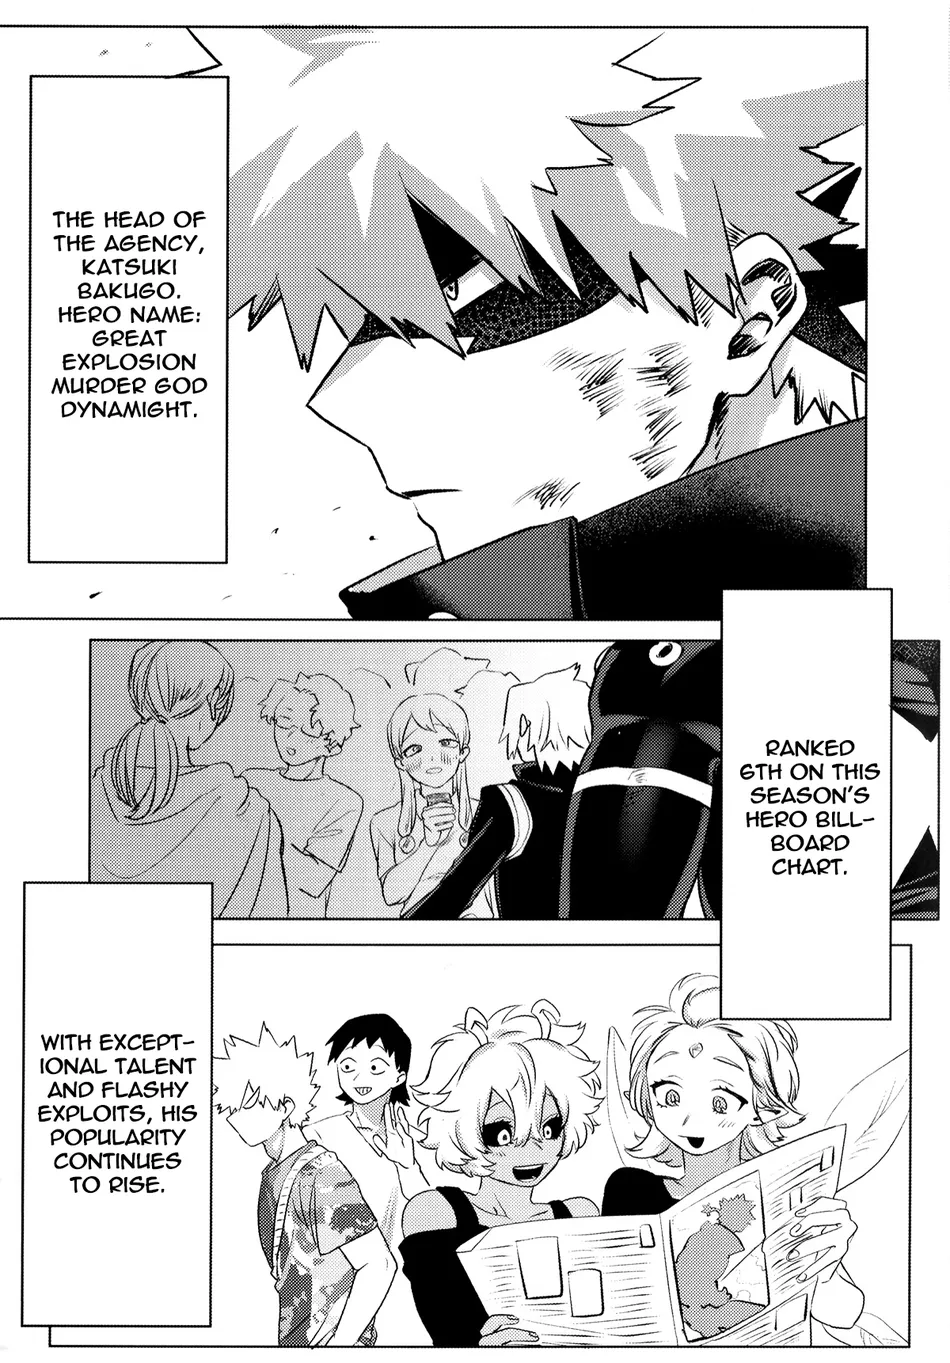 THE HEAD OF
THE AGENCY,
KATSUKI
BAKUGO.
HERO NAME:
GREAT
EXPLOSION
MURDER GOD
DYNAMIGHT.
RANKED
6TH ON THIS
SEASON'S
HERO BILL-
BOARD
CHART.
WITH EXCEPT-
IONAL TALENT
AND FLASHY
EXPLOITS, HIS
POPULARITY
CONTINUES
TO RISE.